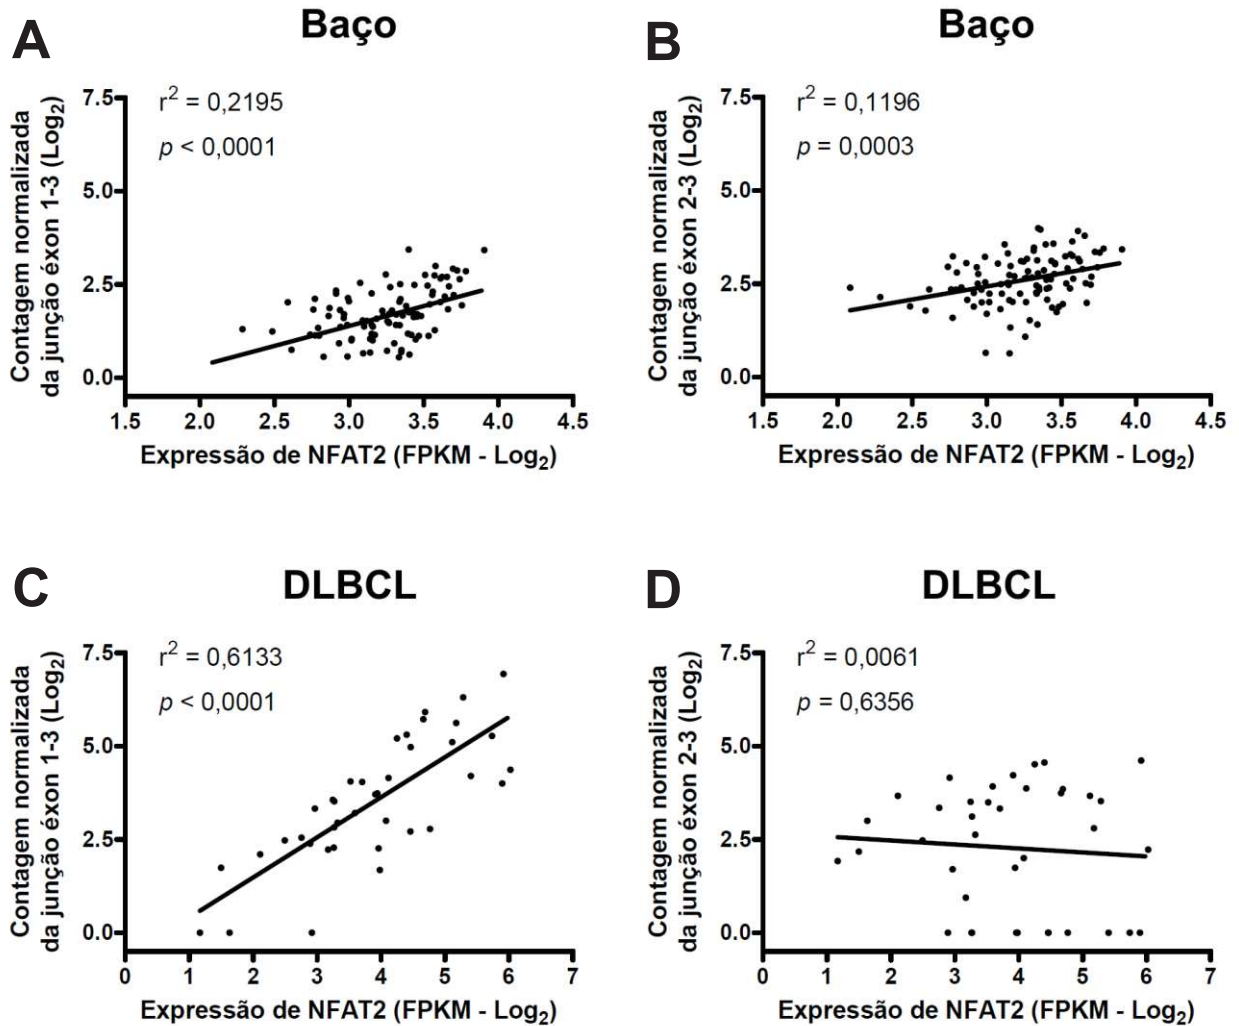 A
Baço
r² = 0,2195
p < 0,0001
Contagem normalizada
da junção éxon 1-3 (Log₂)
7.5
5.0
2.5
0.0
1.5 2.0 2.5 3.0 3.5 4.0 4.5
Expressão de NFAT2 (FPKM - Log₂)
B
Baço
r² = 0,1196
p = 0,0003
Contagem normalizada
da junção éxon 2-3 (Log₂)
7.5
5.0
2.5
0.0
1.5 2.0 2.5 3.0 3.5 4.0 4.5
Expressão de NFAT2 (FPKM - Log₂)
C
DLBCL
r² = 0,6133
p < 0,0001
Contagem normalizada
da junção éxon 1-3 (Log₂)
7.5
5.0
2.5
0.0
0 1 2 3 4 5 6 7
Expressão de NFAT2 (FPKM - Log₂)
D
DLBCL
r² = 0,0061
p = 0,6356
Contagem normalizada
da junção éxon 2-3 (Log₂)
7.5
5.0
2.5
0.0
0 1 2 3 4 5 6 7
Expressão de NFAT2 (FPKM - Log₂)